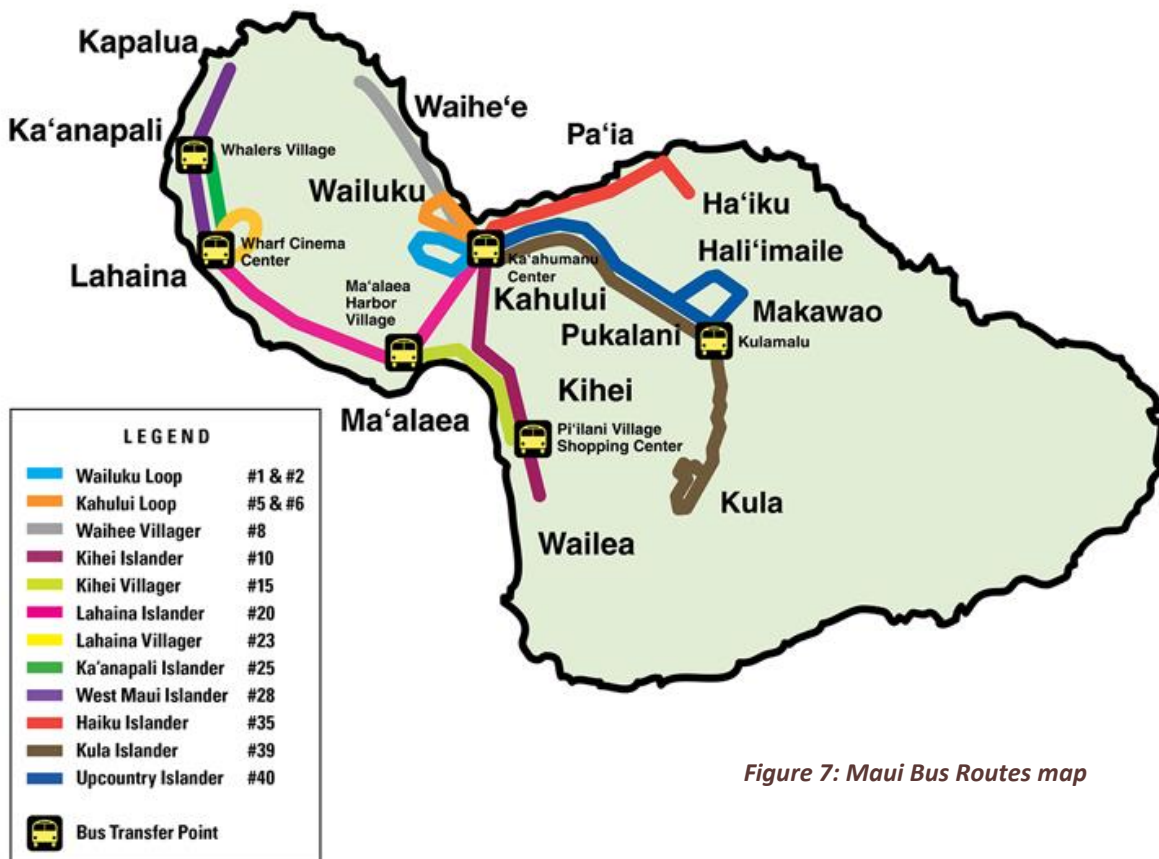 Kapalua
Waihe‘e
Ka‘anapali
Whalers Village
Pa‘ia
Wailuku
Ha‘iku
Wharf Cinema
Center
Hali‘imaile
Lahaina
Ka‘ahumanu
Center
Ma‘alaea
Harbor
Village
Kahului
Makawao
Pukalani
Kulamalu
Kihei
Ma‘alaea
Pi‘ilani Village
Shopping Center
Kula
Wailea
LEGEND
Wailuku Loop #1 & #2
Kahului Loop #5 & #6
Waihee Villager #8
Kihei Islander #10
Kihei Villager #15
Lahaina Islander #20
Lahaina Villager #23
Ka‘anapali Islander #25
West Maui Islander #28
Haiku Islander #35
Kula Islander #39
Upcountry Islander #40
Bus Transfer Point
Figure 7: Maui Bus Routes map